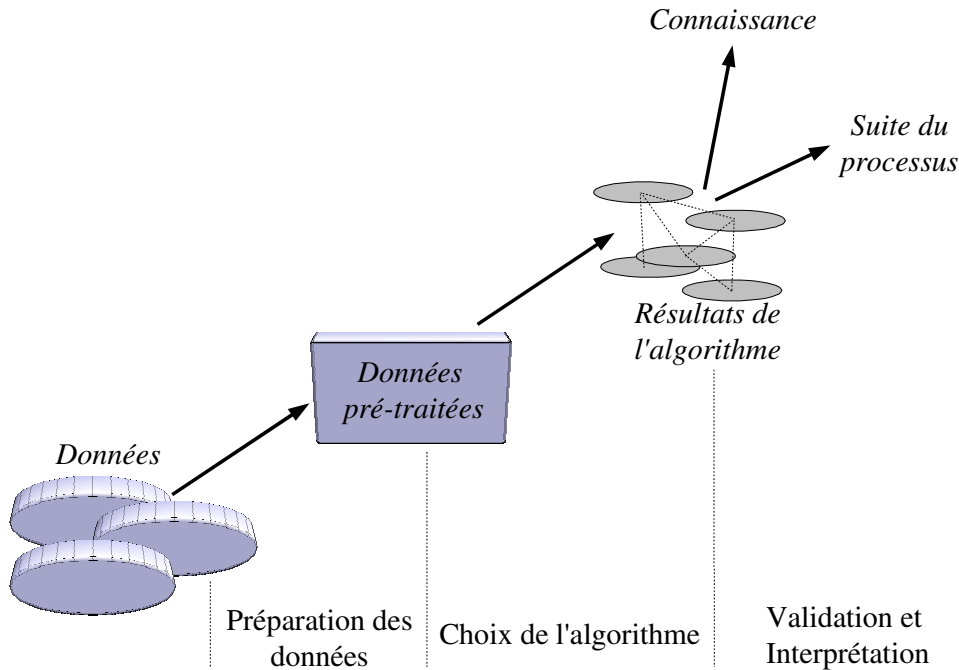 Connaissance
Suite du
processus
Résultats de
l'algorithme
Données
pré-traitées
Données
Préparation des
données
Choix de l'algorithme
Validation et
Interprétation